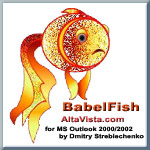 BabelFish
AltaVista.com
for MS Outlook 2000/2002
by Dmitry Streblechenko